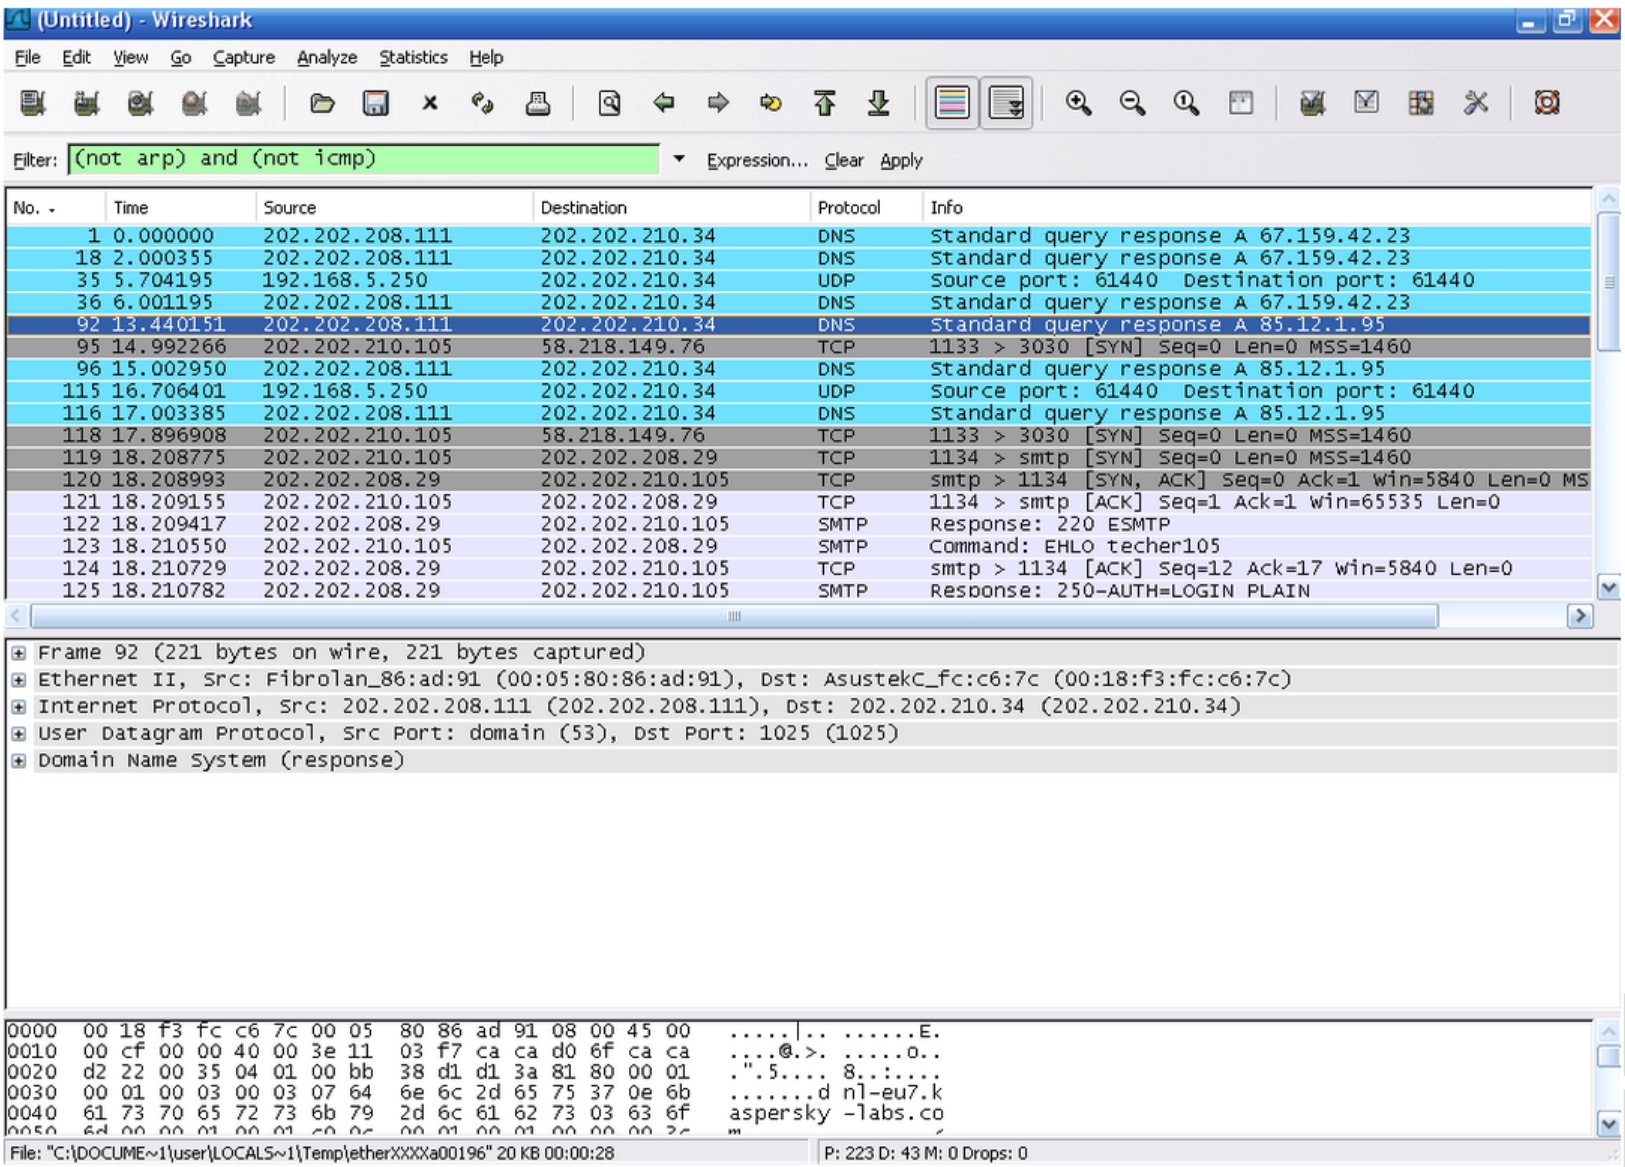 (Untitled) - Wireshark
File Edit View Go Capture Analyze Statistics Help
Filter: (not arp) and (not icmp) Expression... Clear Apply
No. Time Source Destination Protocol Info
1 0.000000 202.202.208.111 202.202.210.34 DNS Standard query response A 67.159.42.23
18 2.000355 202.202.208.111 202.202.210.34 DNS Standard query response A 67.159.42.23
35 5.704195 192.168.5.250 202.202.210.34 UDP Source port: 61440 Destination port: 61440
36 6.001195 202.202.208.111 202.202.210.34 DNS Standard query response A 67.159.42.23
92 13.440151 202.202.208.111 202.202.210.34 DNS Standard query response A 85.12.1.95
95 14.992266 202.202.210.105 58.218.149.76 TCP 1133 > 3030 [SYN] Seq=0 Len=0 MSS=1460
96 15.002950 202.202.208.111 202.202.210.34 DNS Standard query response A 85.12.1.95
115 16.706401 192.168.5.250 202.202.210.34 UDP Source port: 61440 Destination port: 61440
116 17.003385 202.202.208.111 202.202.210.34 DNS Standard query response A 85.12.1.95
118 17.896908 202.202.210.105 58.218.149.76 TCP 1133 > 3030 [SYN] Seq=0 Len=0 MSS=1460
119 18.208775 202.202.210.105 202.202.208.29 TCP 1134 > smtp [SYN] Seq=0 Len=0 MSS=1460
120 18.208993 202.202.208.29 202.202.210.105 TCP smtp > 1134 [SYN, ACK] Seq=0 Ack=1 Win=5840 Len=0 MS
121 18.209155 202.202.210.105 202.202.208.29 TCP 1134 > smtp [ACK] Seq=1 Ack=1 Win=65535 Len=0
122 18.209417 202.202.208.29 202.202.210.105 SMTP Response: 220 ESMTP
123 18.210550 202.202.210.105 202.202.208.29 SMTP Command: EHLO techer105
124 18.210729 202.202.208.29 202.202.210.105 TCP smtp > 1134 [ACK] Seq=12 Ack=17 Win=5840 Len=0
125 18.210782 202.202.208.29 202.202.210.105 SMTP Response: 250-AUTH=LOGIN PLAIN
Frame 92 (221 bytes on wire, 221 bytes captured)
Ethernet II, Src: Fibrolan_86:ad:91 (00:05:80:86:ad:91), Dst: AsustekC_fc:c6:7c (00:18:f3:fc:c6:7c)
Internet Protocol, Src: 202.202.208.111 (202.202.208.111), Dst: 202.202.210.34 (202.202.210.34)
User Datagram Protocol, Src Port: domain (53), Dst Port: 1025 (1025)
Domain Name System (response)
0000 00 18 f3 fc c6 7c 00 05 80 86 ad 91 08 00 45 00 .....|.. ......E.
0010 00 cf 00 00 40 00 3e 11 03 f7 ca ca d0 6f ca ca ....@.>. .....o..
0020 d2 22 00 35 04 01 00 bb 38 d1 d1 3a 81 80 00 01 .".5.... 8..:....
0030 00 01 00 03 00 03 07 64 6e 6c 2d 65 75 37 0e 6b .......d nl-eu7.k
0040 61 73 70 65 72 73 6b 79 2d 6c 61 62 73 03 63 6f aspersky -labs.co
0050 6d 00 00 01 00 01 c0 0c 00 01 00 01 00 00 00 3c m....... .......<
File: "C:\DOCUME~1\user\LOCALS~1\Temp\etherXXXXa00196" 20 KB 00:00:28 P: 223 D: 43 M: 0 Drops: 0